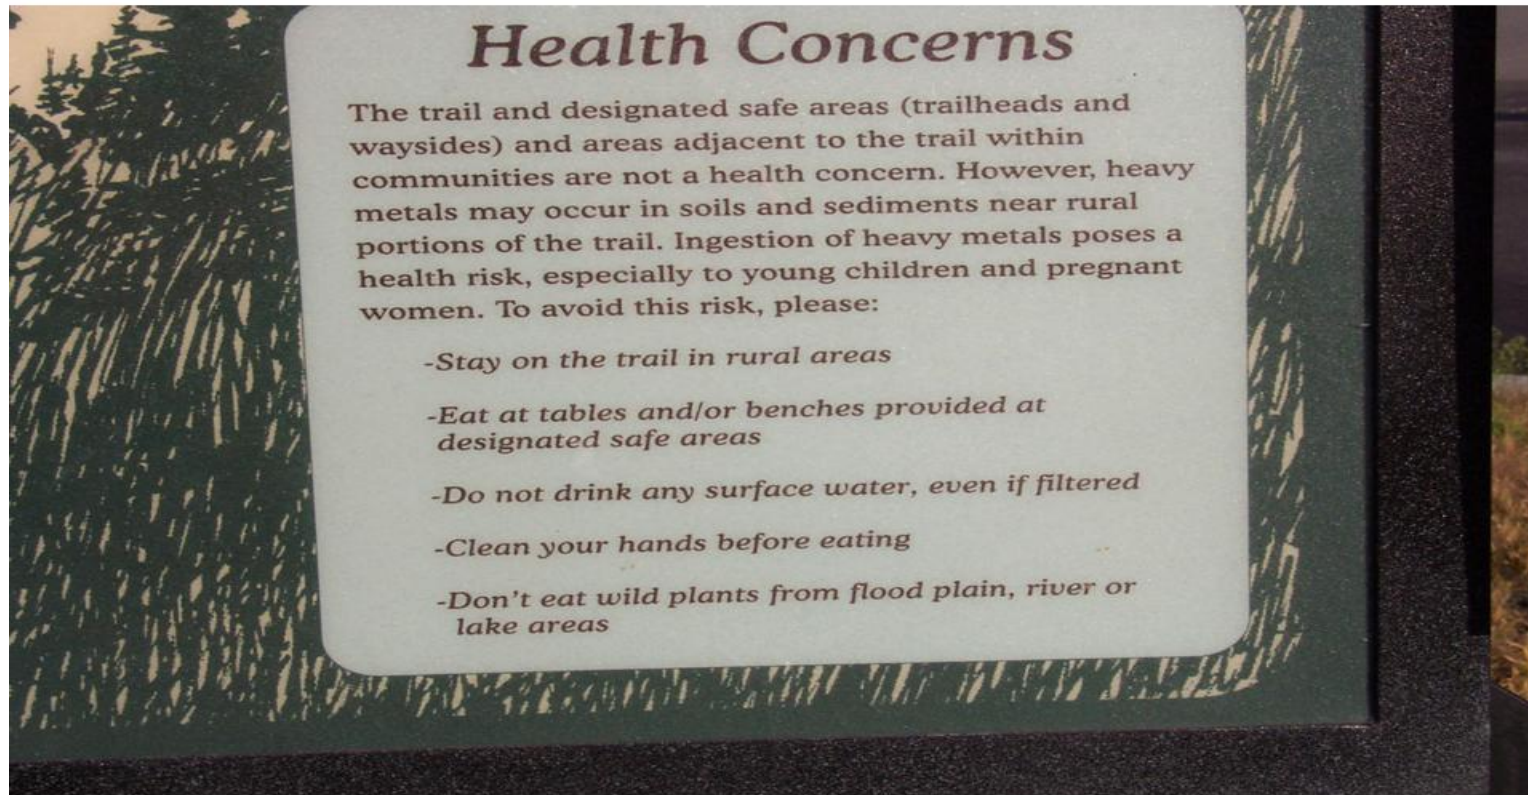 Health Concerns
The trail and designated safe areas (trailheads and
waysides) and areas adjacent to the trail within
communities are not a health concern. However, heavy
metals may occur in soils and sediments near rural
portions of the trail. Ingestion of heavy metals poses a
health risk, especially to young children and pregnant
women. To avoid this risk, please:
-Stay on the trail in rural areas
-Eat at tables and/or benches provided at
designated safe areas
-Do not drink any surface water, even if filtered
-Clean your hands before eating
-Don't eat wild plants from flood plain, river or
lake areas